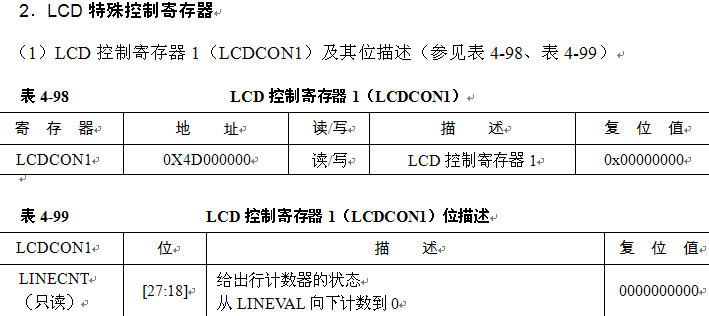 2．LCD 特殊控制寄存器
（1）LCD 控制寄存器 1（LCDCON1）及其位描述（参见表 4-98、表 4-99）
表 4-98 LCD 控制寄存器 1（LCDCON1）
寄 存 器 地 址 读/写 描 述 复 位 值
LCDCON1 0X4D000000 读/写 LCD 控制寄存器 1 0x00000000
表 4-99 LCD 控制寄存器 1（LCDCON1）位描述
LCDCON1 位 描 述 复 位 值
LINECNT
（只读） [27:18] 给出行计数器的状态
从 LINEVAL 向下计数到 0 0000000000